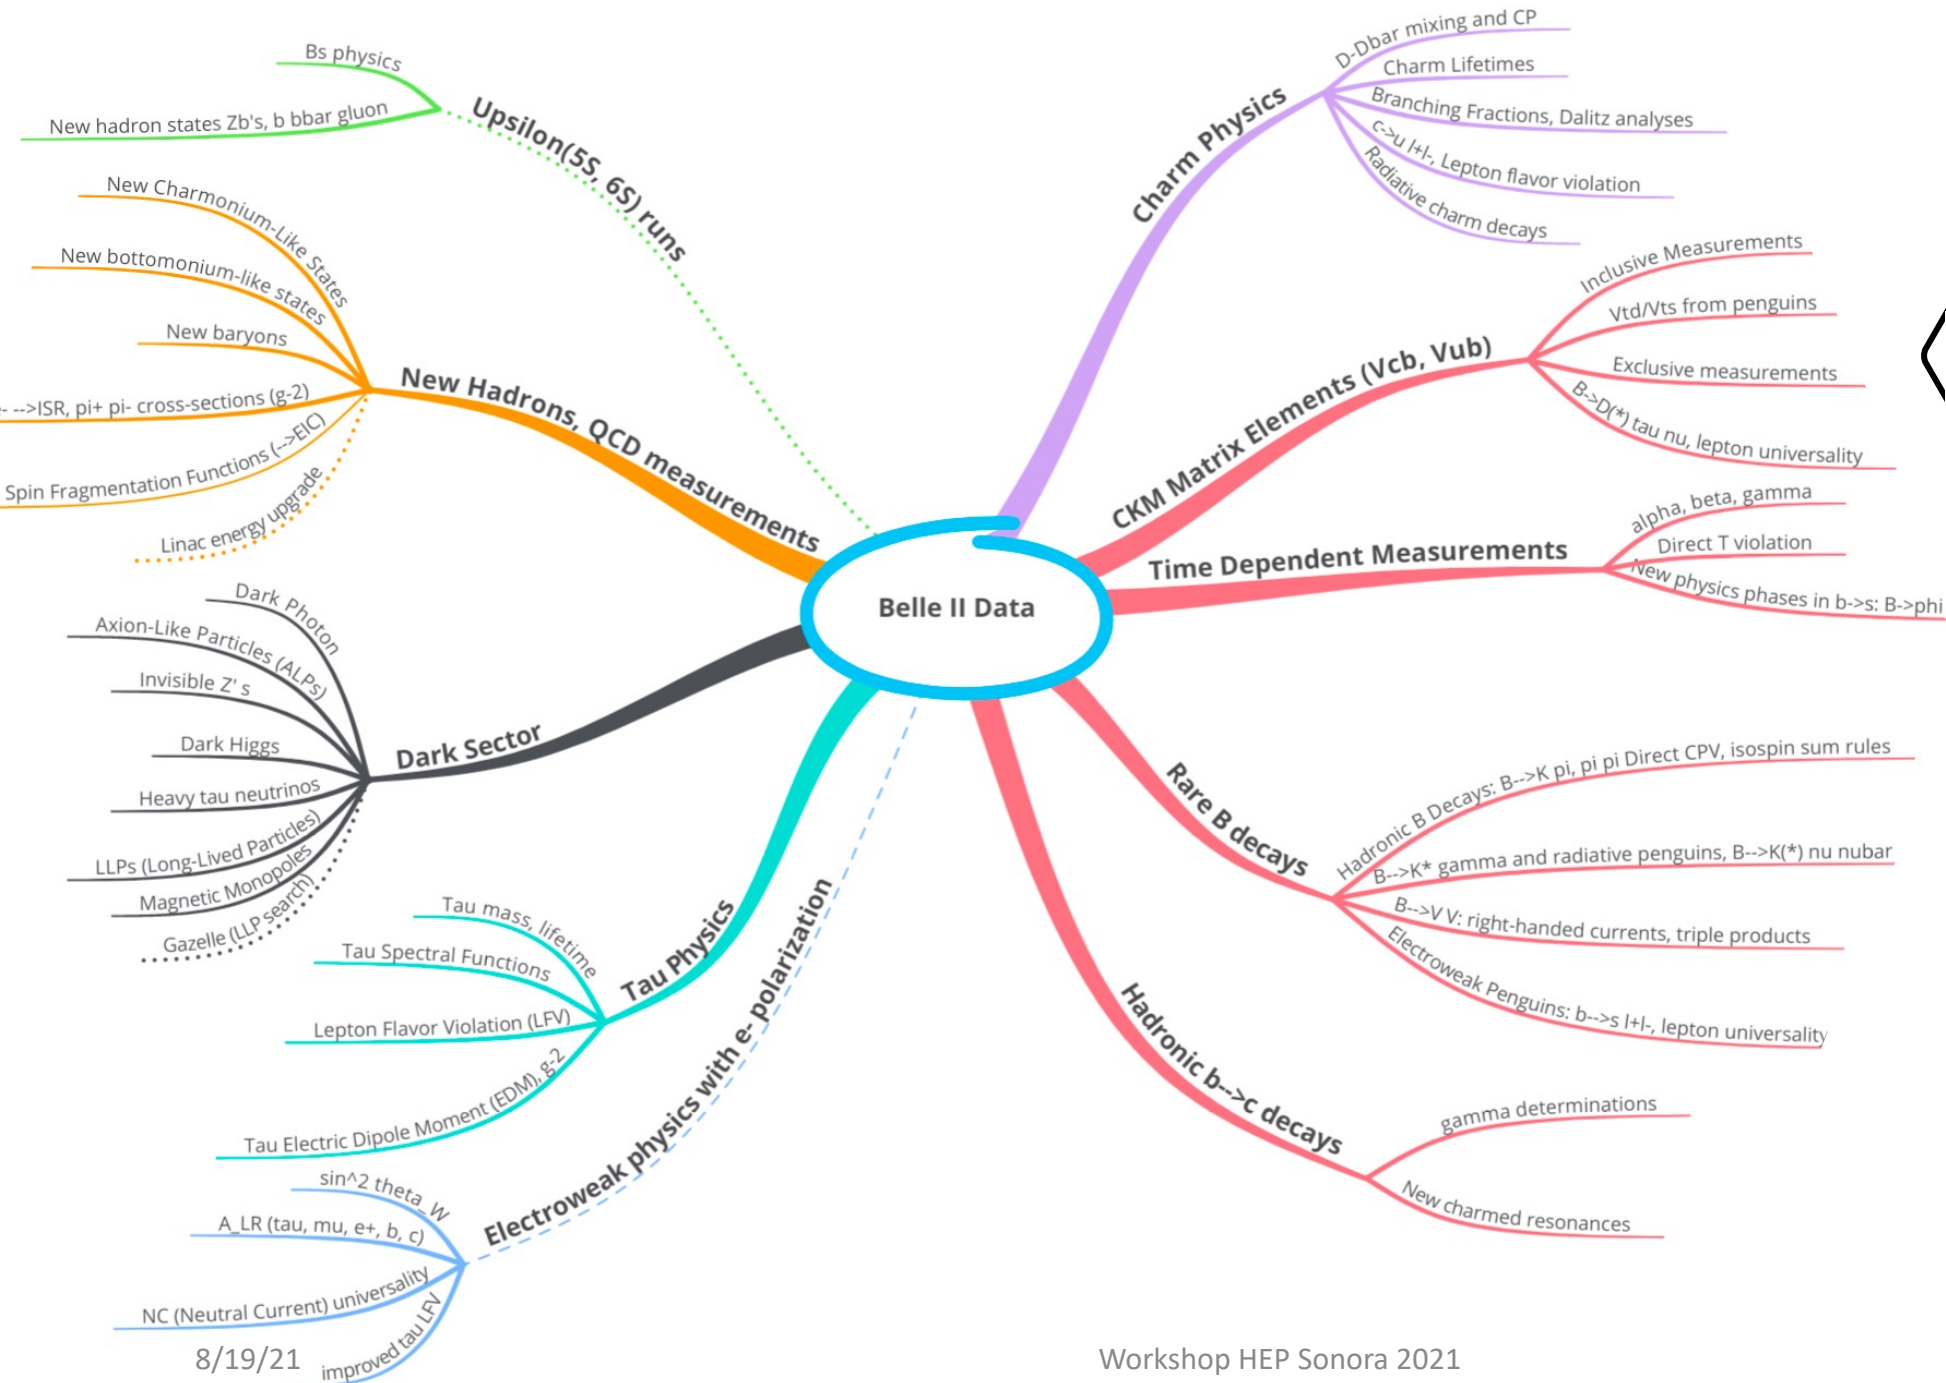 Belle II Data
Upsilon(5S, 6S) runs
Bs physics
New hadron states Zb's, b bbar gluon
New Hadrons, QCD measurements
New Charmonium-Like States
New bottomonium-like states
New baryons
- -->ISR, pi+ pi- cross-sections (g-2)
Spin Fragmentation Functions (-->EIC)
Linac energy upgrade
Dark Sector
Dark Photon
Axion-Like Particles (ALPs)
Invisible Z' s
Dark Higgs
Heavy tau neutrinos
LLPs (Long-Lived Particles)
Magnetic Monopoles
Gazelle (LLP search)
Tau Physics
Tau mass, lifetime
Tau Spectral Functions
Lepton Flavor Violation (LFV)
Tau Electric Dipole Moment (EDM), g-2
Electroweak physics with e- polarization
sin^2 theta_W
A_LR (tau, mu, e+, b, c)
NC (Neutral Current) universality
improved tau LFV
Charm Physics
D-Dbar mixing and CP
Charm Lifetimes
Branching Fractions, Dalitz analyses
c->u l+l-, Lepton flavor violation
Radiative charm decays
CKM Matrix Elements (Vcb, Vub)
Inclusive Measurements
Vtd/Vts from penguins
Exclusive measurements
B->D(*) tau nu, lepton universality
Time Dependent Measurements
alpha, beta, gamma
Direct T violation
New physics phases in b->s: B->phi
Rare B decays
Hadronic B Decays: B-->K pi, pi pi Direct CPV, isospin sum rules
B-->K* gamma and radiative penguins, B-->K(*) nu nubar
B-->V V: right-handed currents, triple products
Electroweak Penguins: b-->s l+l-, lepton universality
Hadronic b-->c decays
gamma determinations
New charmed resonances
8/19/21
Workshop HEP Sonora 2021